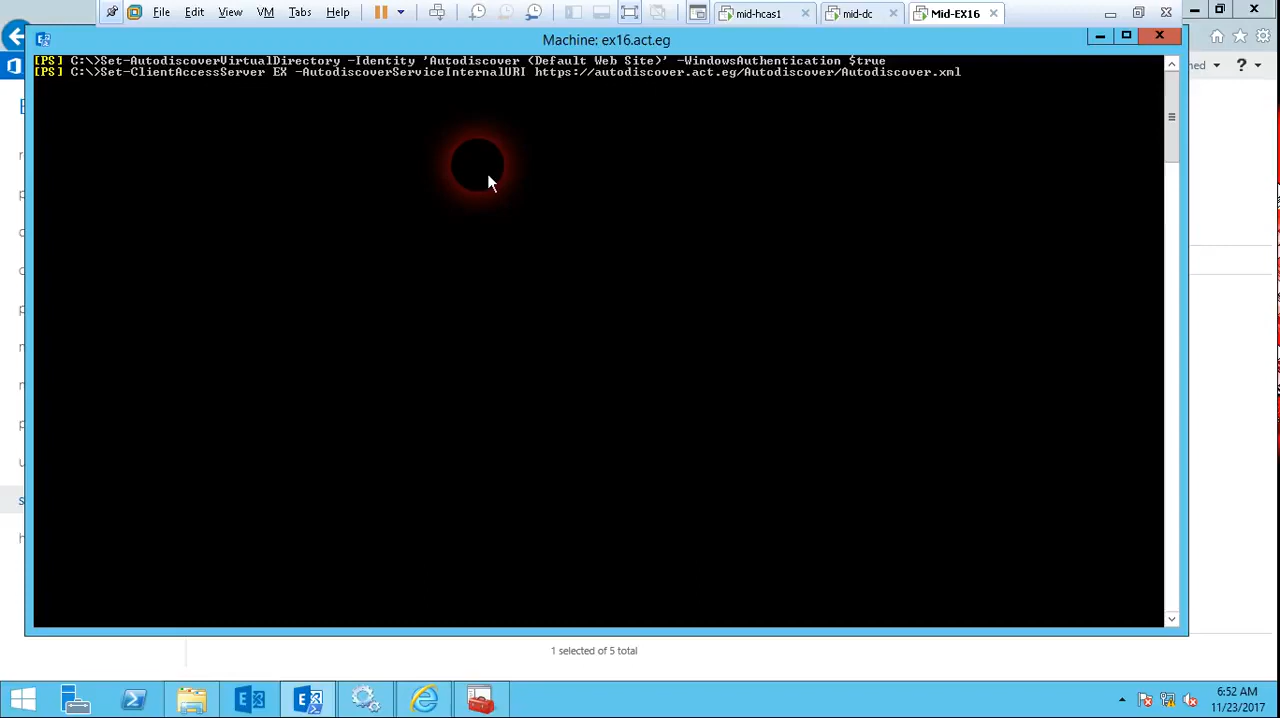 File Edit View VM Tabs Help mid-hcas1 mid-dc Mid-EX16
Machine: ex16.act.eg
[PS] C:\>Set-AutodiscoverVirtualDirectory -Identity 'Autodiscover (Default Web Site)' -WindowsAuthentication $true
[PS] C:\>Set-ClientAccessServer EX -AutodiscoverServiceInternalURI https://autodiscover.act.eg/Autodiscover/Autodiscover.xml
?
1 selected of 5 total
6:52 AM
11/23/2017